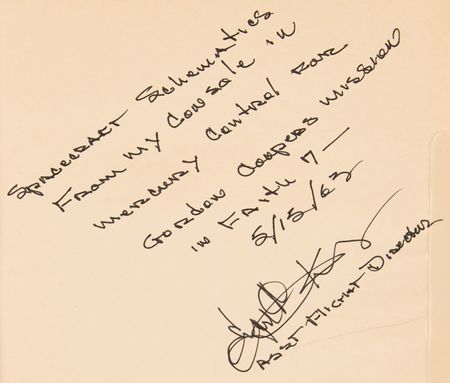 Spacecraft Schematics
From my Console in
Mercury Control For
Gordon Coopers mission
in Faith 7 —
5/15/63
Asst Flight Director